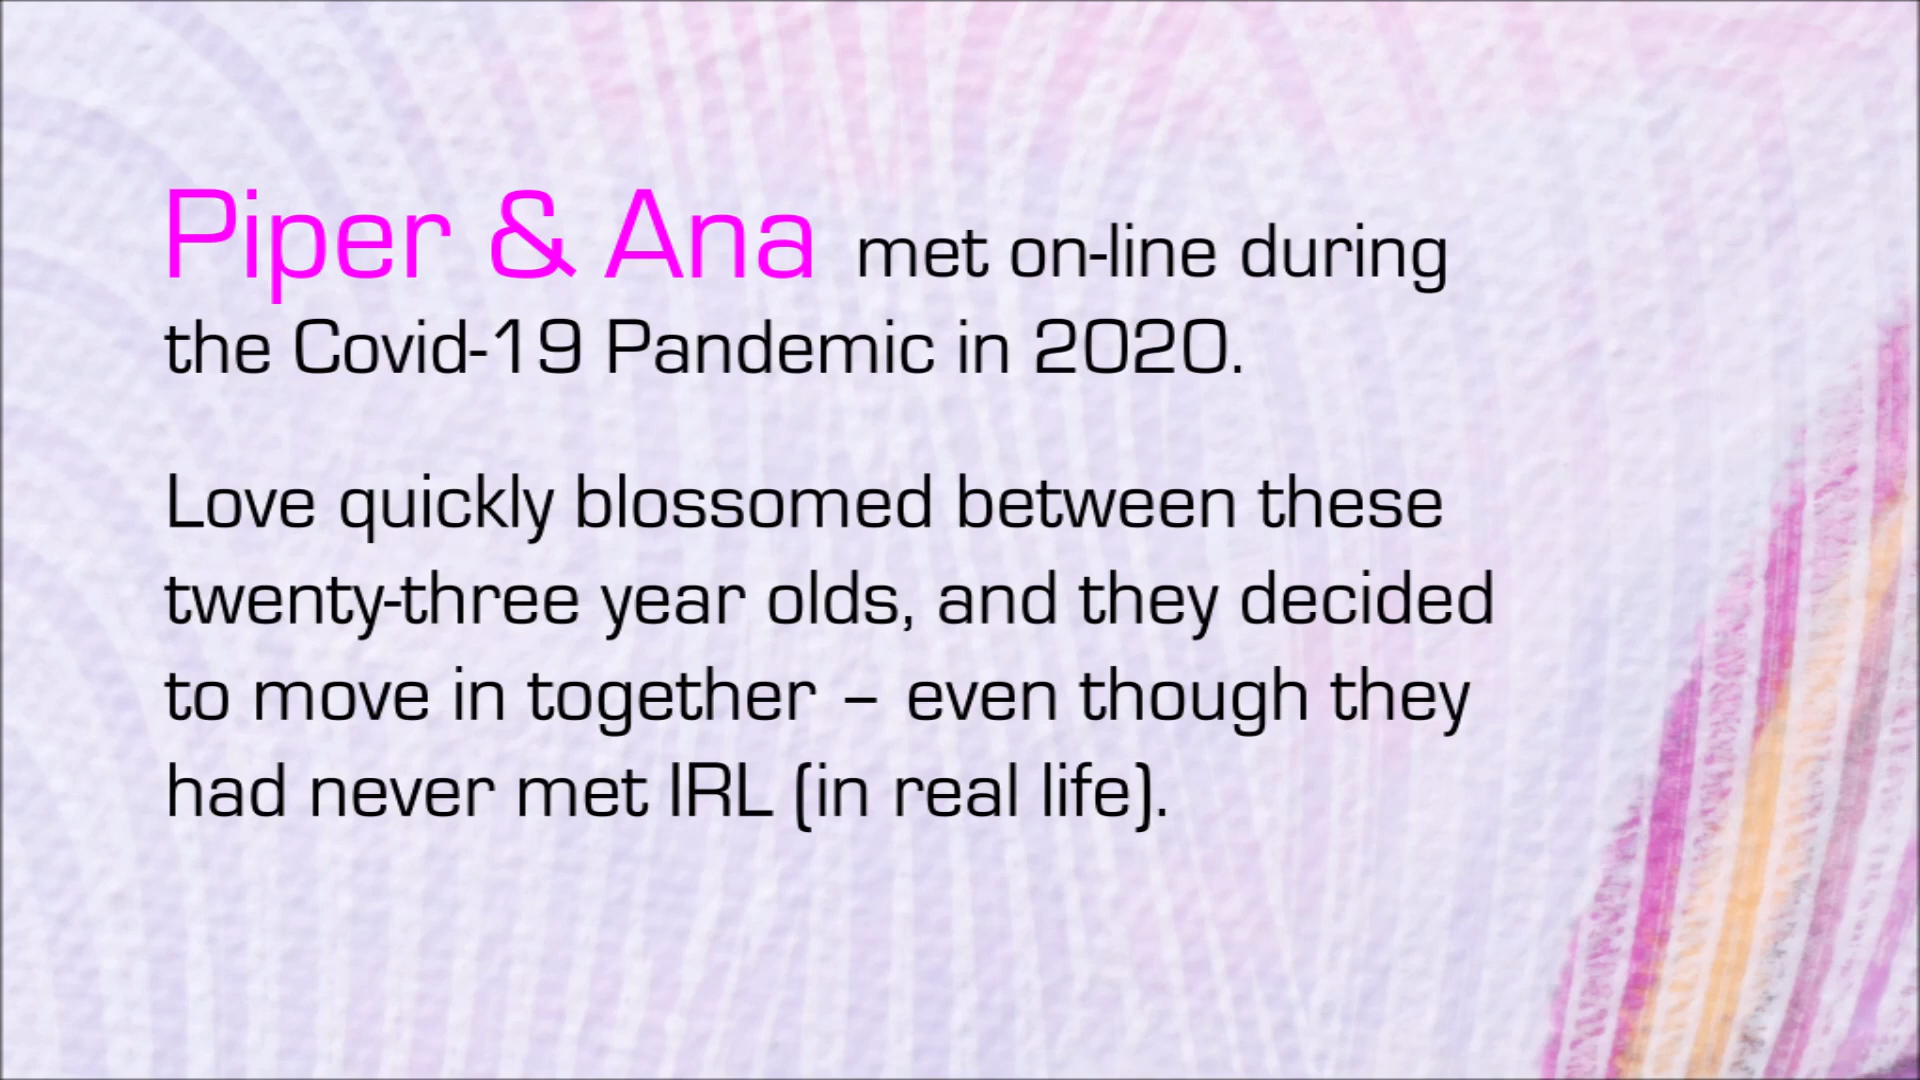 Piper & Ana met on-line during
the Covid-19 Pandemic in 2020.
Love quickly blossomed between these
twenty-three year olds, and they decided
to move in together – even though they
had never met IRL (in real life).